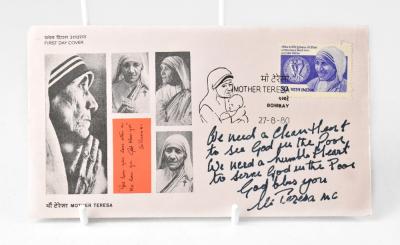 प्रथम दिवस आवरण
FIRST DAY COVER
माँ टेरेसा
MOTHER TERESA
BOMBAY
27-8-80
भारत INDIA
We need a clean Heart
to see God in the Poor
We need a humble Heart
to serve God in the Poor
God bless you
M Teresa MC
माँ टेरेसा MOTHER TERESA